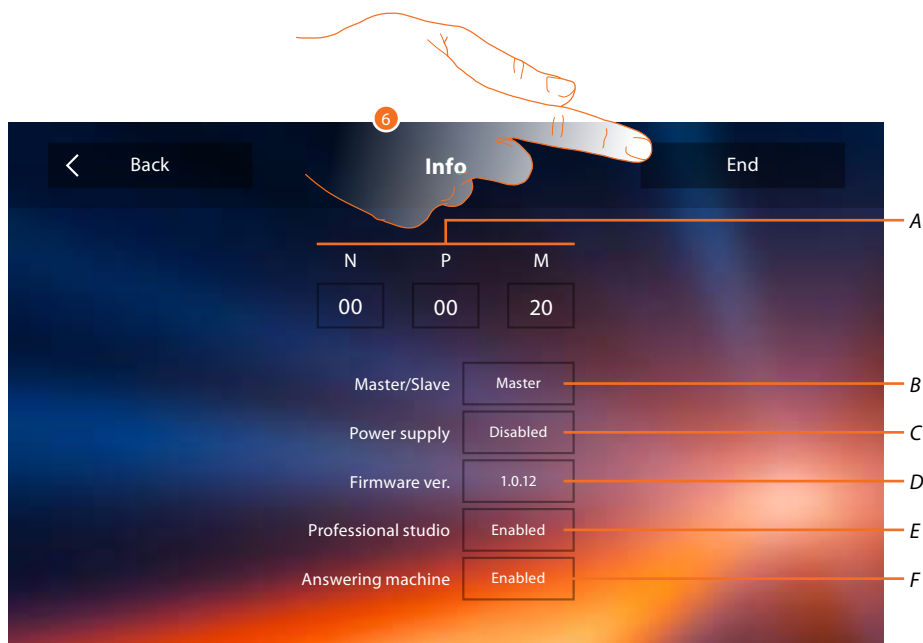 6
Back
Info
End
A
N P M
00 00 20
Master/Slave Master B
Power supply Disabled C
Firmware ver. 1.0.12 D
Professional studio Enabled E
Answering machine Enabled F